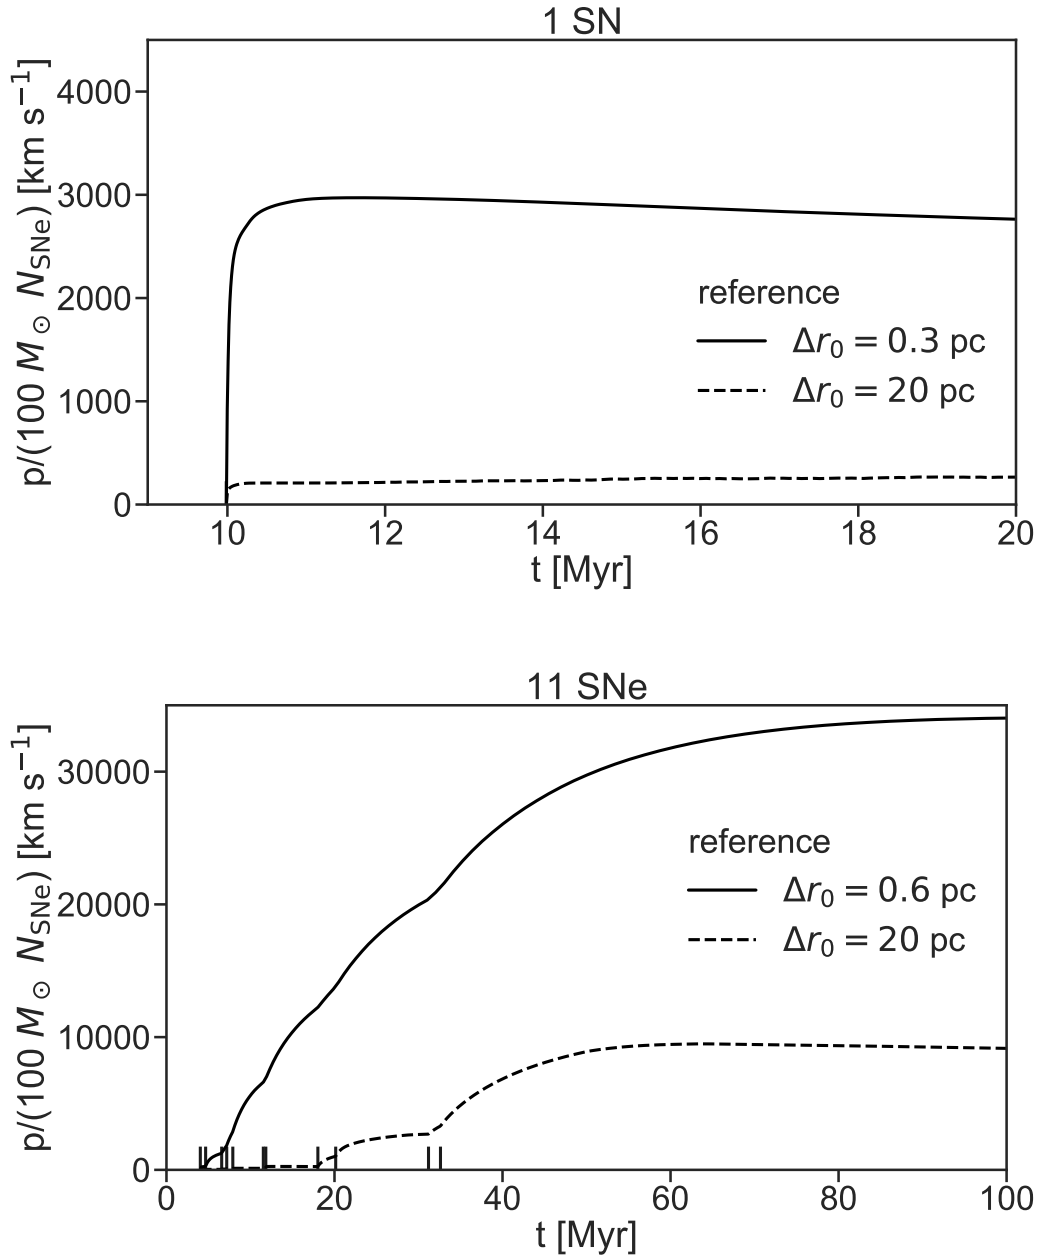 1 SN
p/(100 M⊙ N_SNe) [km s⁻¹]
4000
3000
2000
1000
0
reference
Δr₀ = 0.3 pc
Δr₀ = 20 pc
10 12 14 16 18 20
t [Myr]
11 SNe
p/(100 M⊙ N_SNe) [km s⁻¹]
30000
20000
10000
0
reference
Δr₀ = 0.6 pc
Δr₀ = 20 pc
0 20 40 60 80 100
t [Myr]